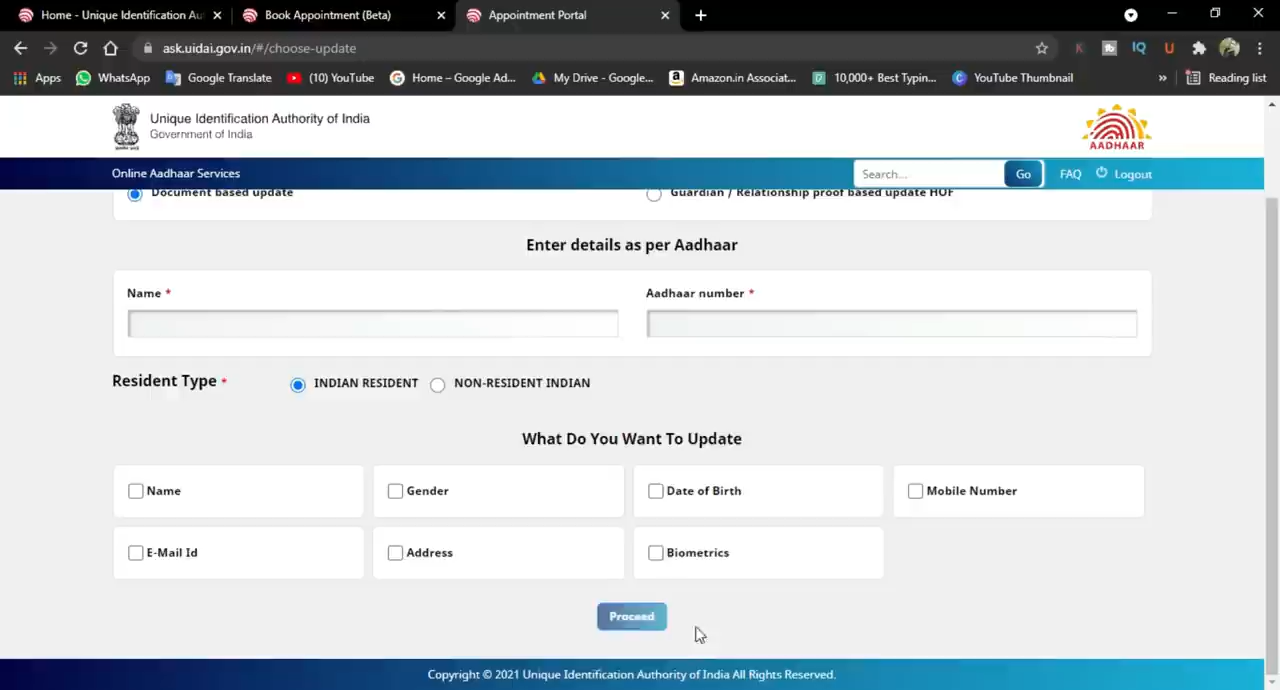 Home - Unique Identification Au
Book Appointment (Beta)
Appointment Portal
ask.uidai.gov.in/#/choose-update
Apps
WhatsApp
Google Translate
(10) YouTube
Home – Google Ad...
My Drive - Google...
Amazon.in Associat...
10,000+ Best Typin...
YouTube Thumbnail
»
Reading list
Unique Identification Authority of India
Government of India
AADHAAR
Online Aadhaar Services
Search...
Go
FAQ
Logout
Document based update
Guardian / Relationship proof based update HOF
Enter details as per Aadhaar
Name *
Aadhaar number *
Resident Type *
INDIAN RESIDENT
NON-RESIDENT INDIAN
What Do You Want To Update
Name
Gender
Date of Birth
Mobile Number
E-Mail Id
Address
Biometrics
Proceed
Copyright © 2021 Unique Identification Authority of India All Rights Reserved.